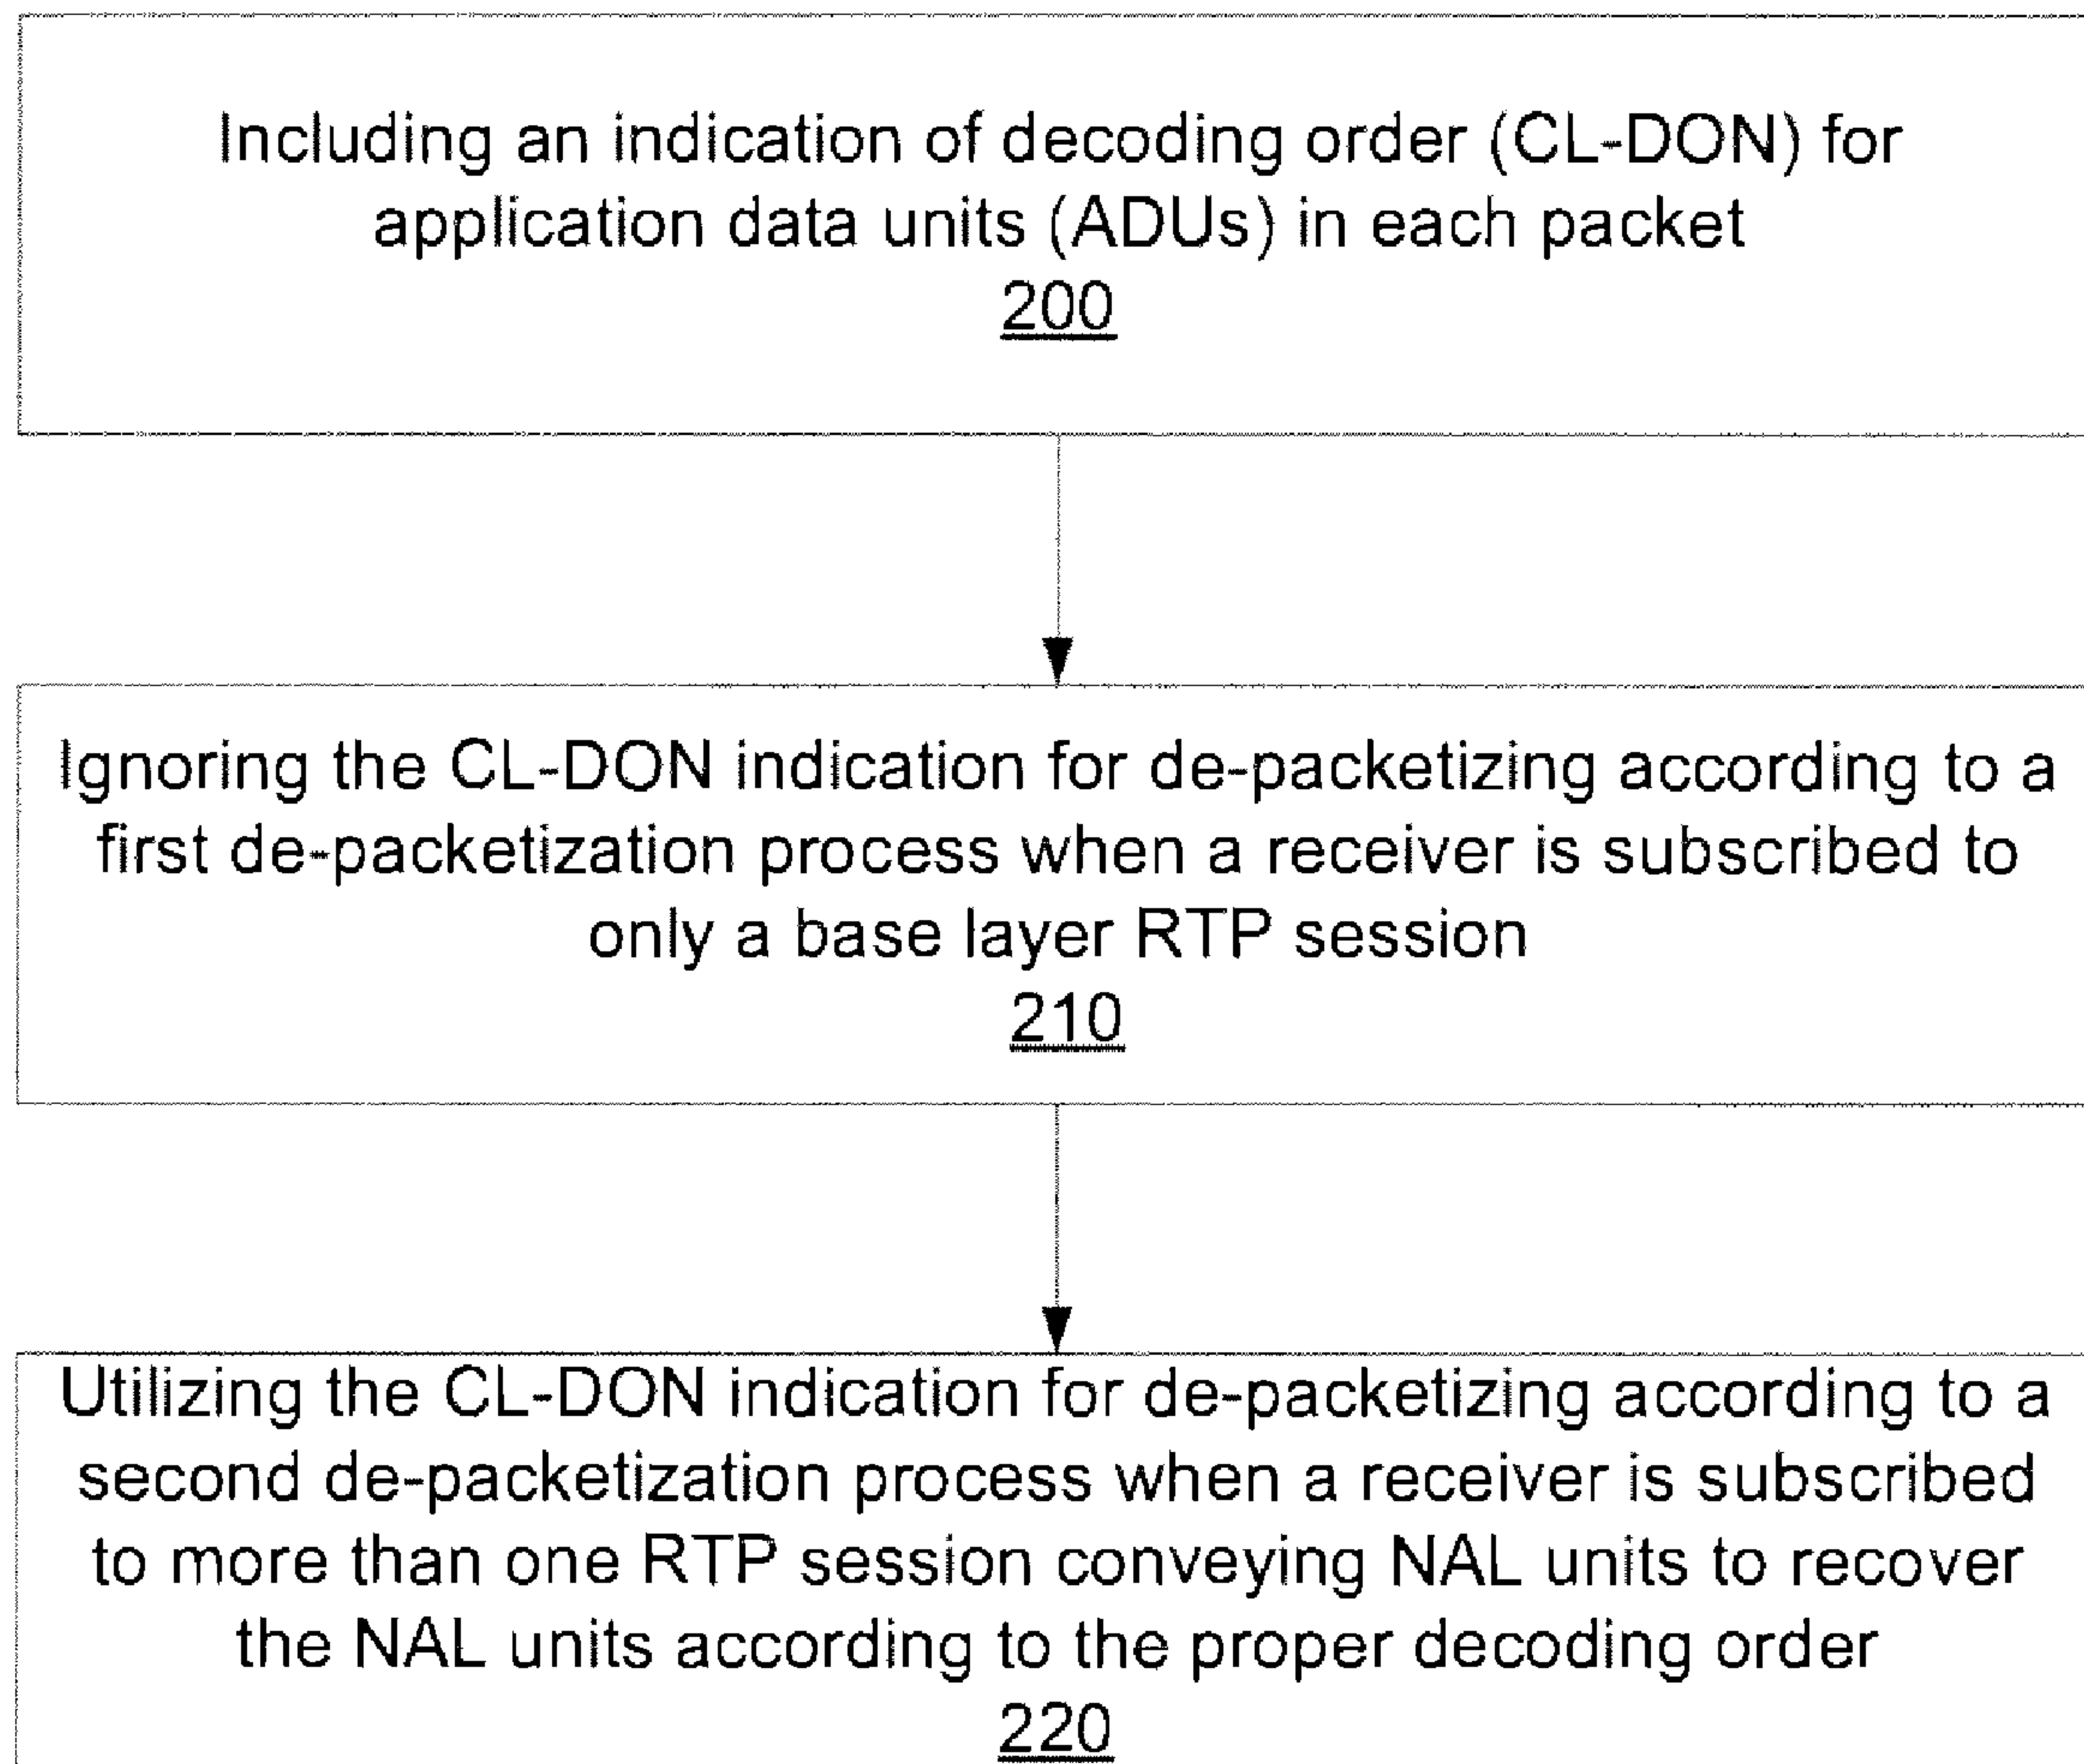 Including an indication of decoding order (CL-DON) for
application data units (ADUs) in each packet
200
Ignoring the CL-DON indication for de-packetizing according to a
first de-packetization process when a receiver is subscribed to
only a base layer RTP session
210
Utilizing the CL-DON indication for de-packetizing according to a
second de-packetization process when a receiver is subscribed
to more than one RTP session conveying NAL units to recover
the NAL units according to the proper decoding order
220